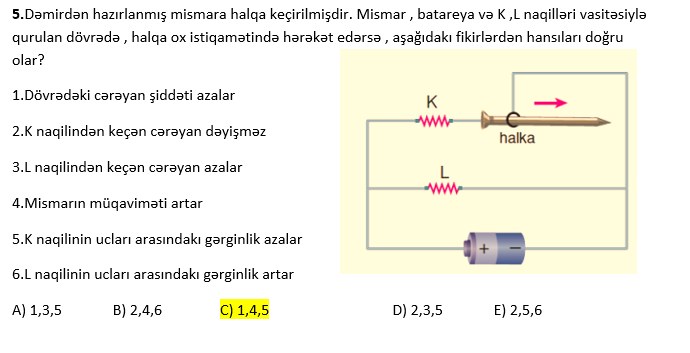 5.Dəmirdən hazırlanmış mismara halqa keçirilmişdir. Mismar , batareya və K ,L naqilləri vasitəsiylə
qurulan dövrədə , halqa ox istiqamətində hərəkət edərsə , aşağıdakı fikirlərdən hansıları doğru
olar?
1.Dövrədəki cərəyan şiddəti azalar
2.K naqilindən keçən cərəyan dəyişməz
3.L naqilindən keçən cərəyan azalar
4.Mismarın müqaviməti artar
5.K naqilinin ucları arasındakı gərginlik azalar
6.L naqilinin ucları arasındakı gərginlik artar
K
halka
L
+ −
A) 1,3,5 B) 2,4,6 C) 1,4,5 D) 2,3,5 E) 2,5,6